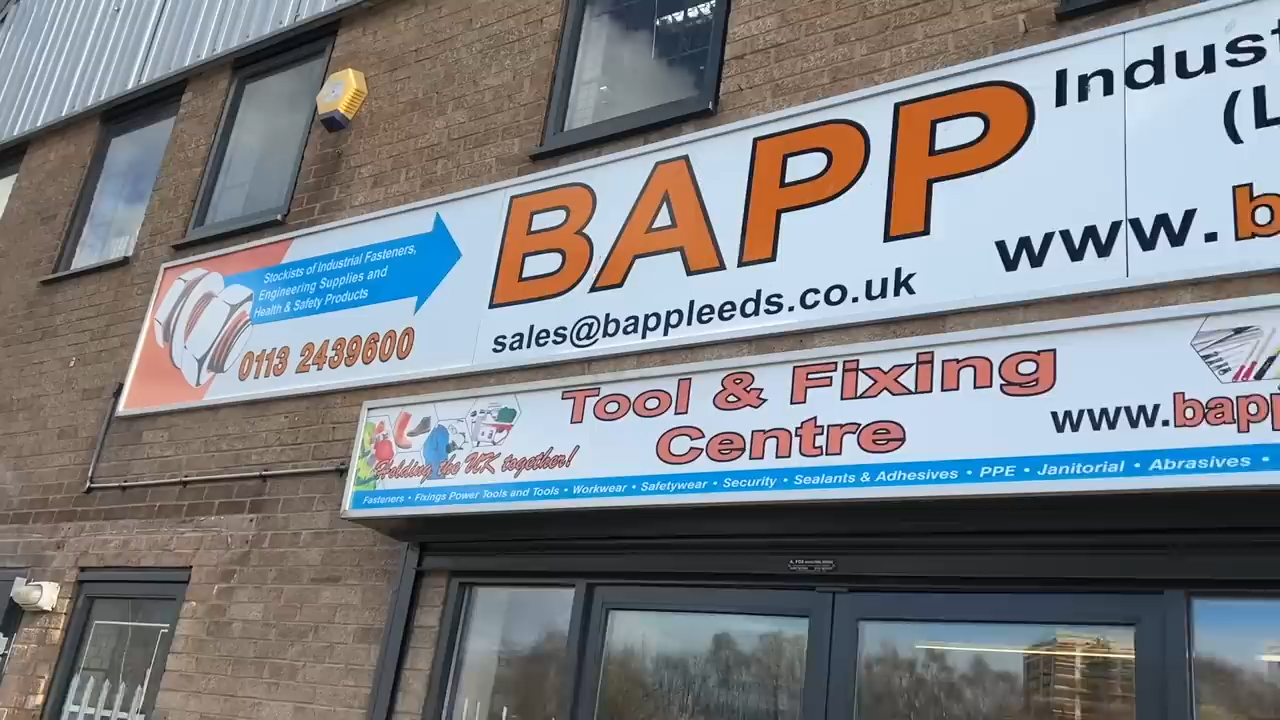 Stockists of Industrial Fasteners,
Engineering Supplies and
Health & Safety Products
0113 2439600
BAPP
Indust
(L
sales@bappleeds.co.uk
www.b
Tool & Fixing
Centre
Holding the UK together!
www.bapp
Fasteners • Fixings Power Tools and Tools • Workwear • Safetywear • Security • Sealants & Adhesives • PPE • Janitorial • Abrasives •